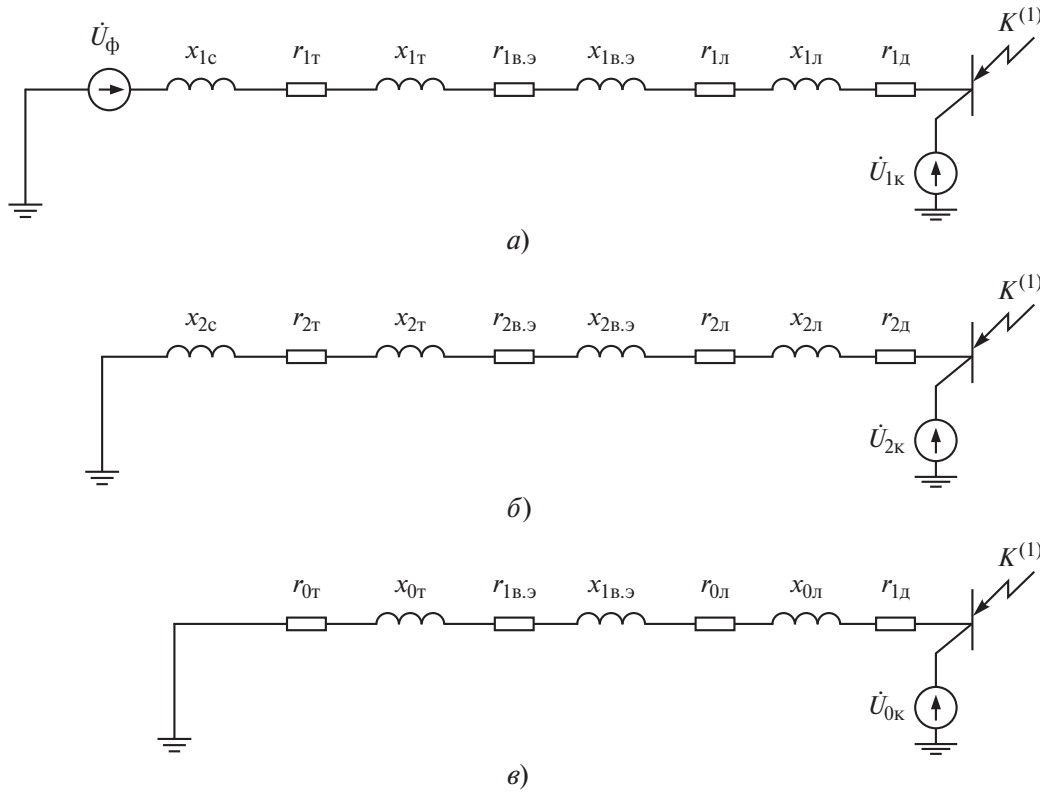 U̇ф x1с r1т x1т r1в.э x1в.э r1л x1л r1д K(1)
U̇1к
а)
x2с r2т x2т r2в.э x2в.э r2л x2л r2д K(1)
U̇2к
б)
r0т x0т r1в.э x1в.э r0л x0л r1д K(1)
U̇0к
в)